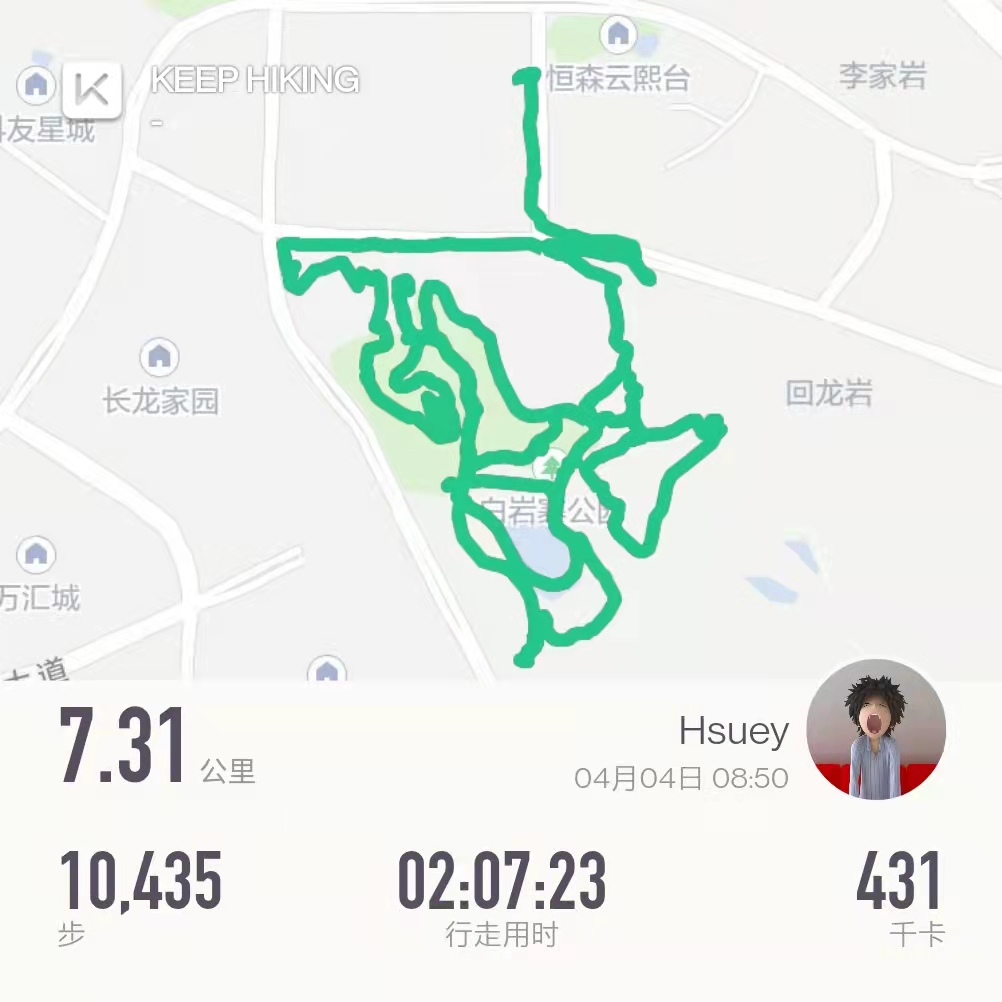 恒森云熙台
李家岩
KEEP HIKING
-
科友星城
长龙家园
回龙岩
白岩寨公园
万汇城
大道
7.31 公里
Hsuey
04月04日 08:50
10,435
02:07:23
431
步
行走用时
千卡